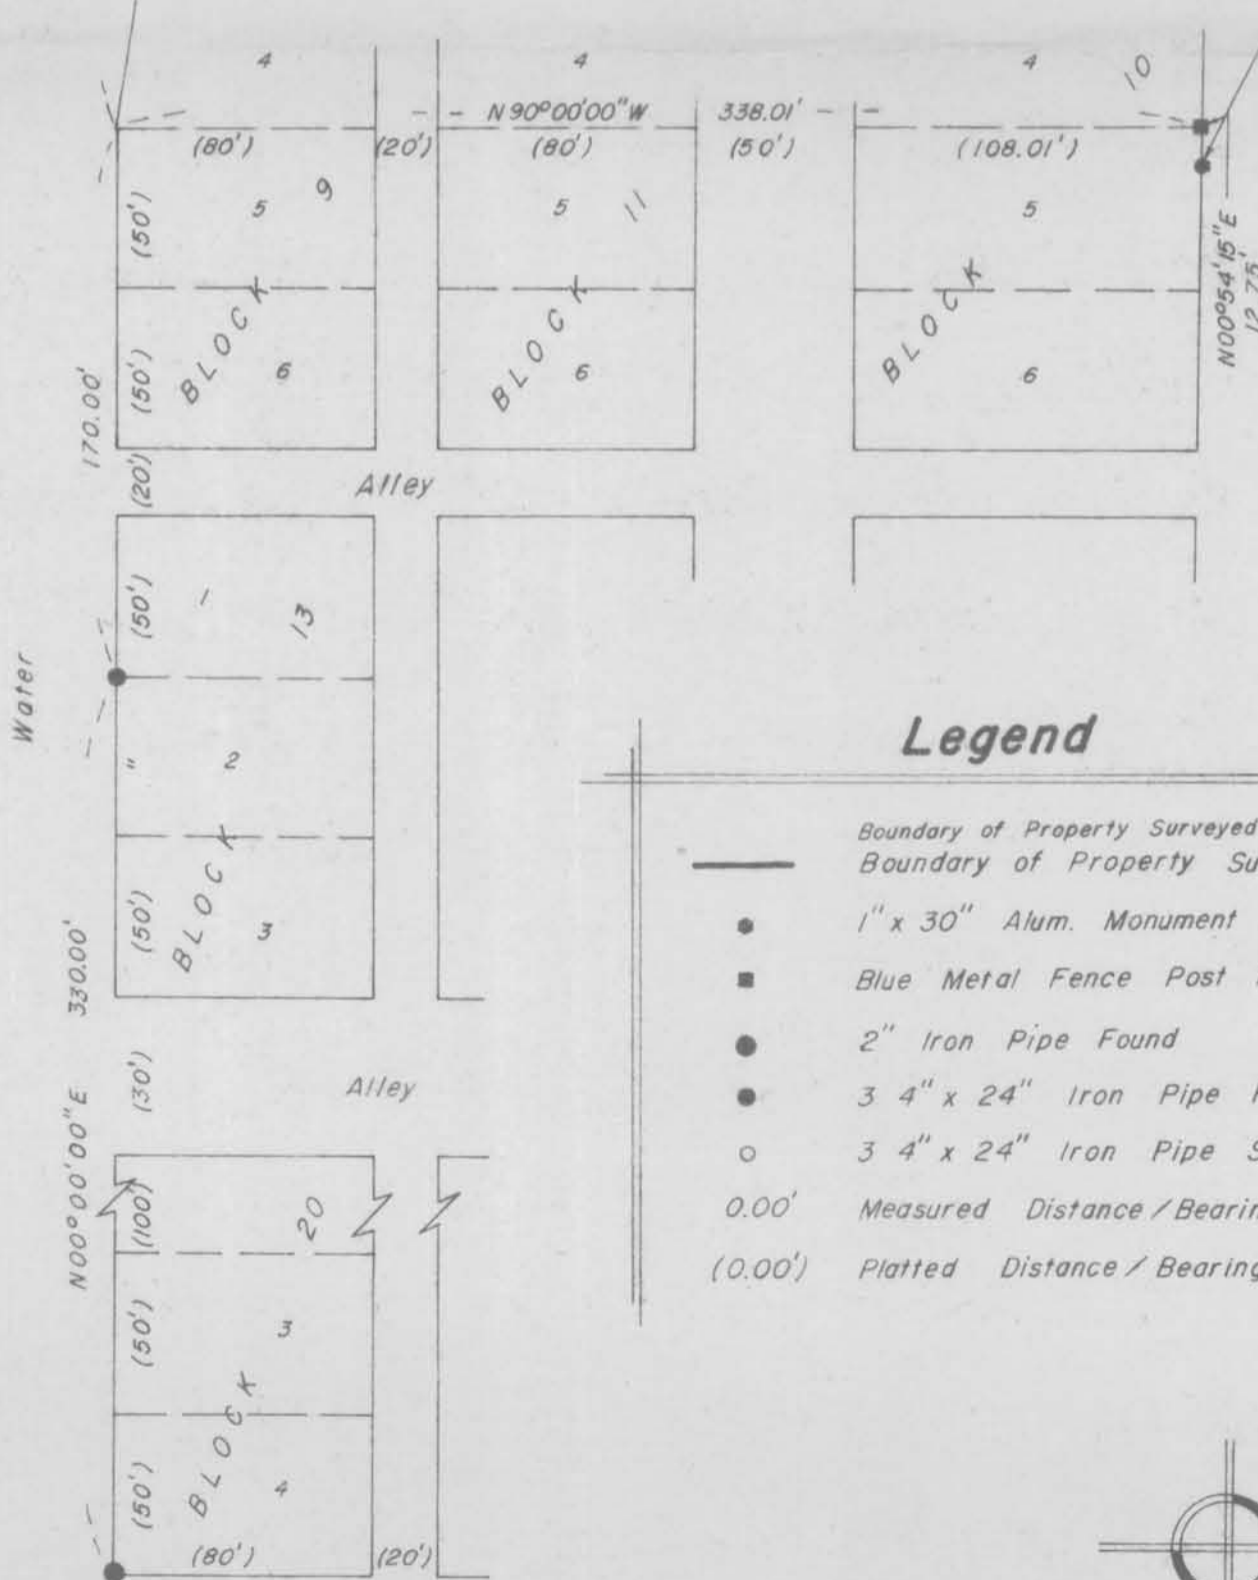 4
4
4
10
N 90°00'00" W
338.01'
(80')
(20')
(80')
(50')
(108.01')
(50')
5
9
5
11
5
N00°54'15"E
12.75'
BLOCK
BLOCK
BLOCK
(50')
6
6
6
170.00'
(20')
Alley
(50')
1
13
Water
"
2
BLOCK
(50')
3
330.00'
(30')
Alley
N00°00'00"E
(100')
20
(50')
3
BLOCK
(50')
4
(80')
(20')
Legend
Boundary of Property Surveyed
Boundary of Property
1" x 30" Alum. Monument
Blue Metal Fence Post
2" Iron Pipe Found
3 4" x 24" Iron Pipe
3 4" x 24" Iron Pipe
0.00' Measured Distance / Bearing
(0.00') Platted Distance / Bearing